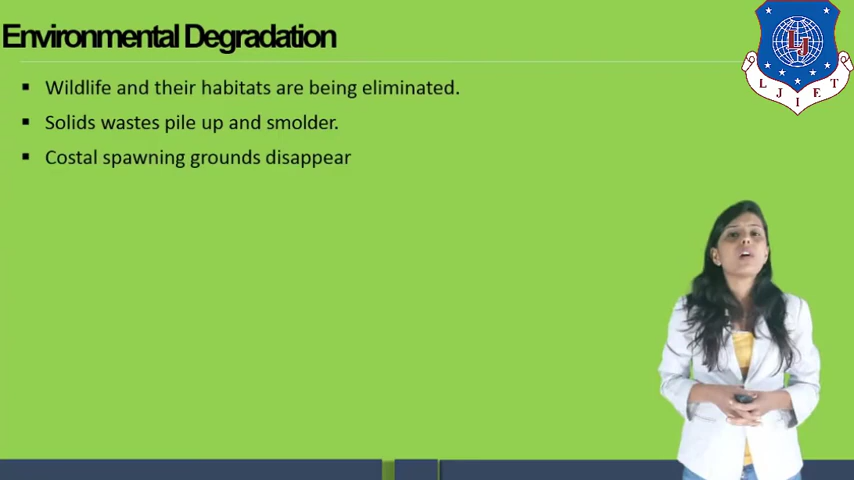 Environmental Degradation
▪ Wildlife and their habitats are being eliminated.
▪ Solids wastes pile up and smolder.
▪ Costal spawning grounds disappear
LJ
L J I E T